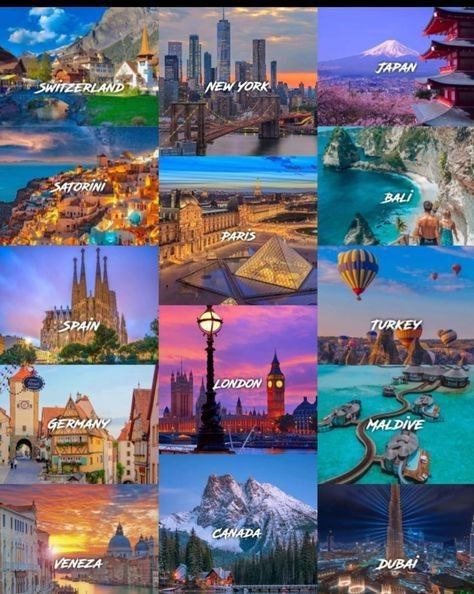 SWITZERLAND
NEW YORK
JAPAN
SATORINI
PARIS
BALI
SPAIN
LONDON
TURKEY
GERMANY
MALDIVE
VENEZA
CANADA
DUBAI